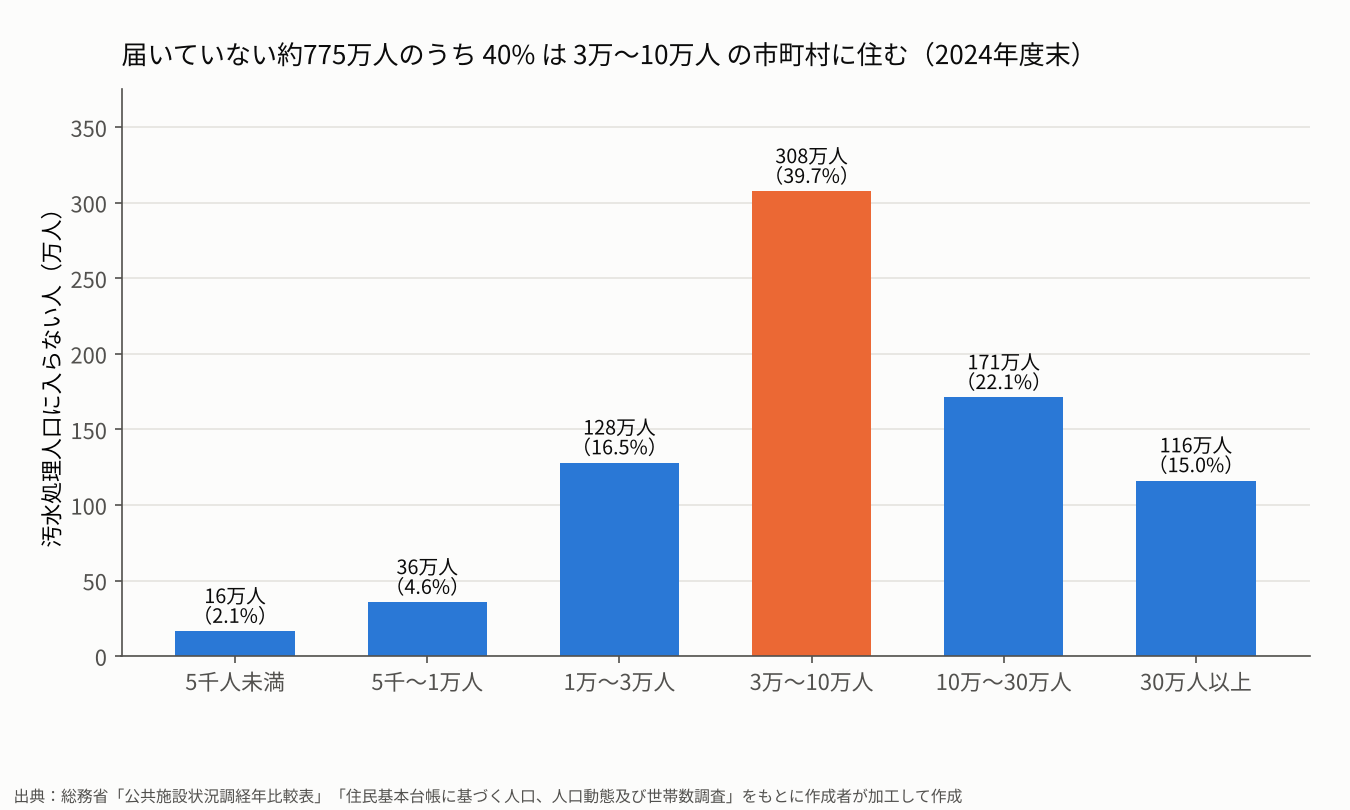 届いていない約775万人のうち 40% は 3万～10万人 の市町村に住む（2024年度末）
汚水処理人口に入らない人（万人）
350
300
250
200
150
100
50
0
16万人
（2.1%）
36万人
（4.6%）
128万人
（16.5%）
308万人
（39.7%）
171万人
（22.1%）
116万人
（15.0%）
5千人未満
5千～1万人
1万～3万人
3万～10万人
10万～30万人
30万人以上
出典：総務省「公共施設状況調経年比較表」「住民基本台帳に基づく人口、人口動態及び世帯数調査」をもとに作成者が加工して作成